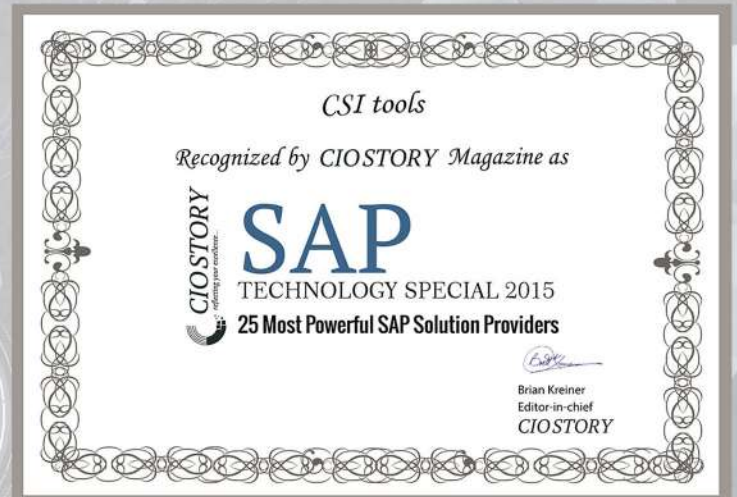 CSI tools
Recognized by CIOSTORY Magazine as
CIOSTORY
reflecting your excellence...
SAP
TECHNOLOGY SPECIAL 2015
25 Most Powerful SAP Solution Providers
Brian Kreiner
Editor-in-chief
CIOSTORY